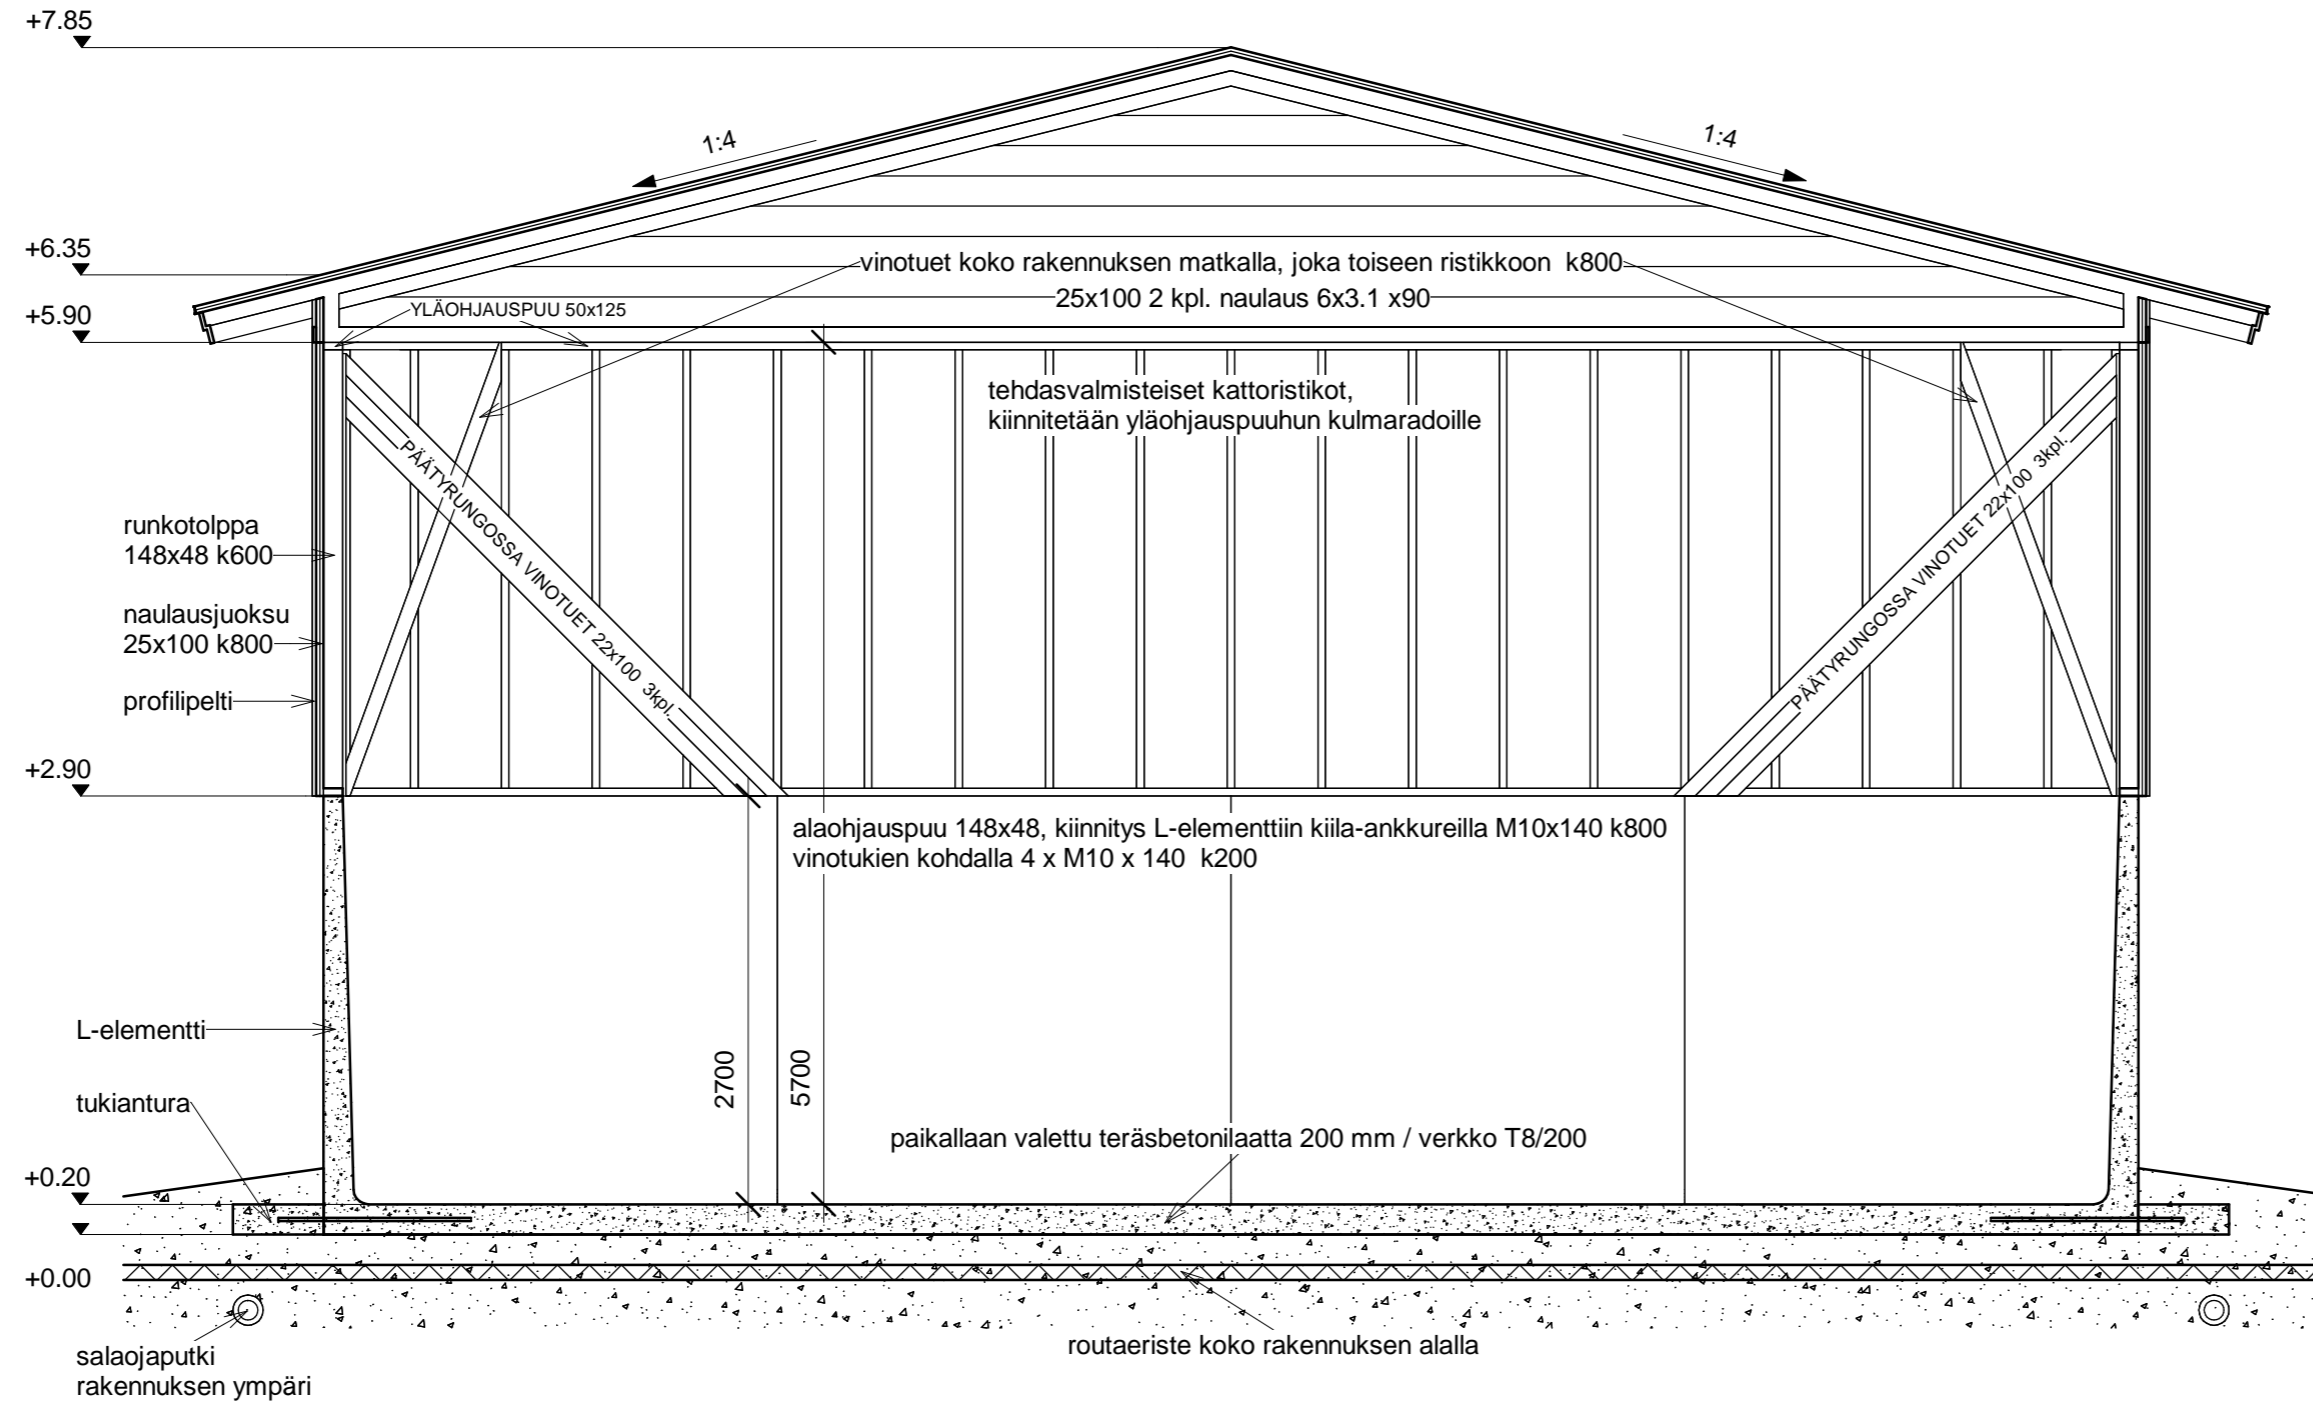 +7.85
1:4
1:4
+6.35
vinotuet koko rakennuksen matkalla, joka toiseen ristikkoon k800
25x100 2 kpl. naulaus 6x3.1 x90
+5.90
YLÄOHJAUSPUU 50x125
tehdasvalmisteiset kattoristikot,
kiinnitetään yläohjauspuuhun kulmaradoille
PÄÄTYRUNGOSSA VINOTUET 22x100 3kpl.
PÄÄTYRUNGOSSA VINOTUET 22x100 3kpl.
runkotolppa
148x48 k600
naulausjuoksu
25x100 k800
profilipelti
+2.90
alaohjauspuu 148x48, kiinnitys L-elementtiin kiila-ankkureilla M10x140 k800
vinotukien kohdalla 4 x M10 x 140 k200
L-elementti
2700
5700
tukiantura
paikallaan valettu teräsbetonilaatta 200 mm / verkko T8/200
+0.20
+0.00
routaeriste koko rakennuksen alalla
salaojaputki
rakennuksen ympäri